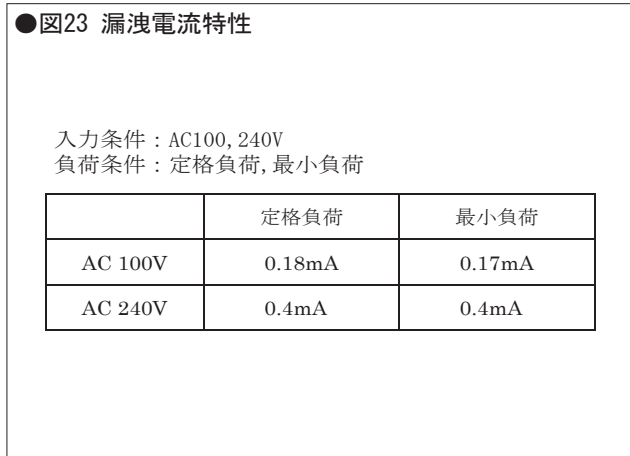 ●図23 漏洩電流特性
入力条件：AC100,240V
負荷条件：定格負荷,最小負荷
定格負荷 最小負荷
AC 100V 0.18mA 0.17mA
AC 240V 0.4mA 0.4mA